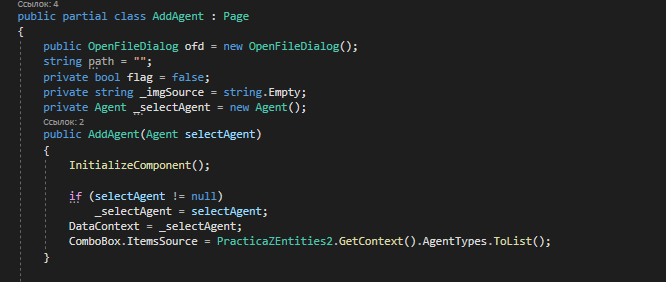 Ссылок: 4
public partial class AddAgent : Page
{
public OpenFileDialog ofd = new OpenFileDialog();
string path = "";
private bool flag = false;
private string _imgSource = string.Empty;
private Agent _selectAgent = new Agent();
Ссылок: 2
public AddAgent(Agent selectAgent)
{
InitializeComponent();
if (selectAgent != null)
_selectAgent = selectAgent;
DataContext = _selectAgent;
ComboBox.ItemsSource = PracticaZEntities2.GetContext().AgentTypes.ToList();
}